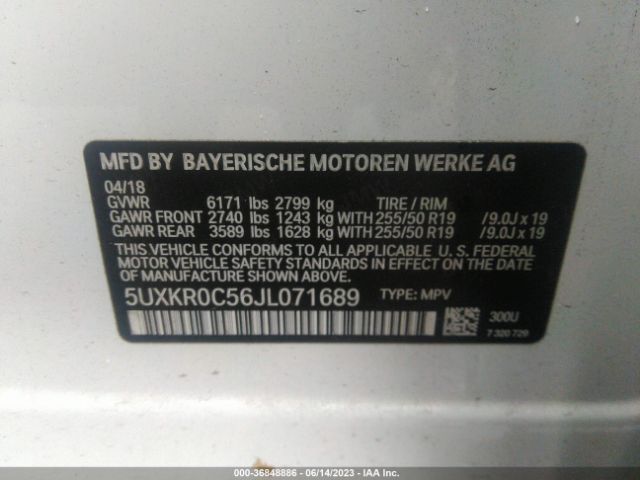 MFD BY BAYERISCHE MOTOREN WERKE AG
04/18
GVWR 6171 lbs 2799 kg TIRE / RIM
GAWR FRONT 2740 lbs 1243 kg WITH 255/50 R19 /9.0J x 19
GAWR REAR 3589 lbs 1628 kg WITH 255/50 R19 /9.0J x 19
THIS VEHICLE CONFORMS TO ALL APPLICABLE U. S. FEDERAL
MOTOR VEHICLE SAFETY STANDARDS IN EFFECT ON THE
DATE OF MANUFACTURE SHOWN ABOVE.
5UXKR0C56JL071689 TYPE: MPV
300U
7 320 729
000-36848886 - 06/14/2023 - IAAI, Inc.